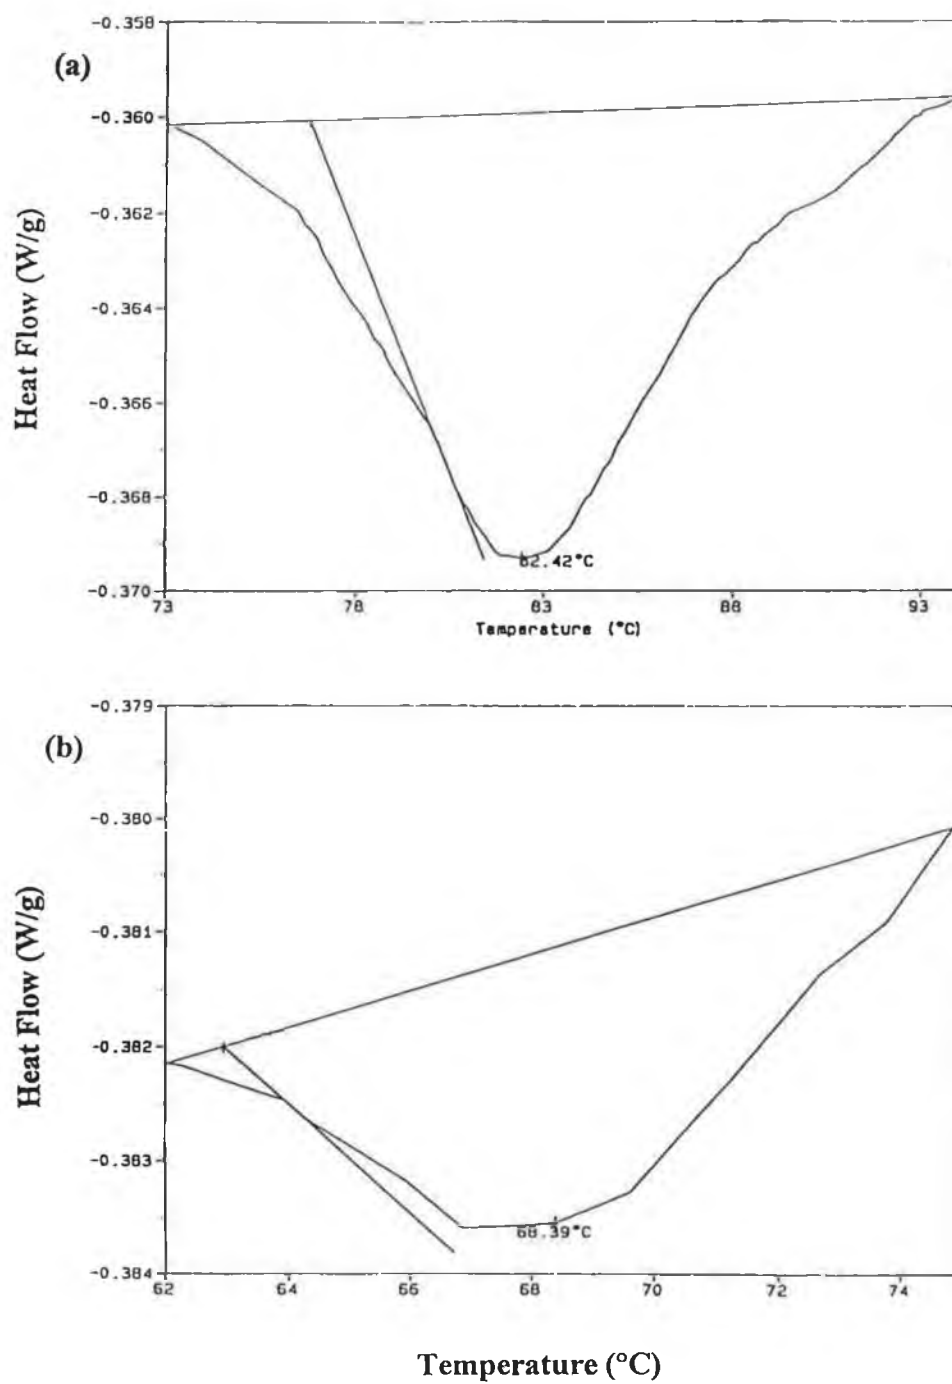 (a)
Heat Flow (W/g)
-0.358
-0.360
-0.362
-0.364
-0.366
-0.368
-0.370
82.42°C
73 78 83 88 93
Temperature (°C)
(b)
Heat Flow (W/g)
-0.379
-0.380
-0.381
-0.382
-0.383
-0.384
68.39°C
62 64 66 68 70 72 74
Temperature (°C)